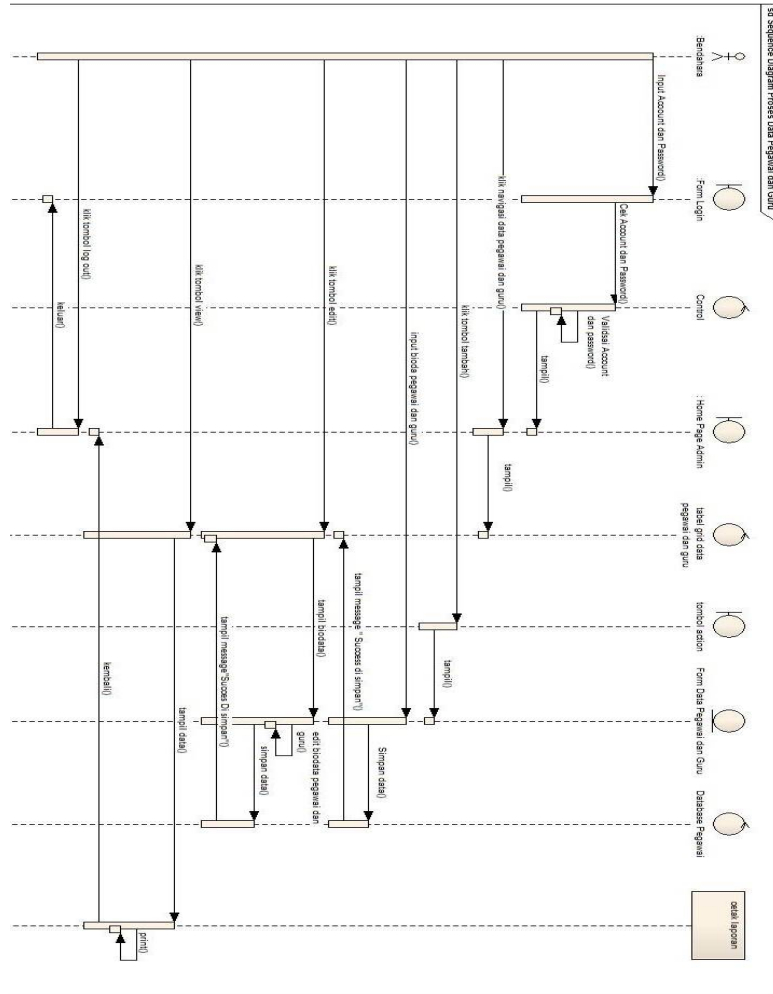 sd Sequence Diagram Proses Data Pegawai dan Guru
Bendahara
:Form Login
Control
: Home Page Admin
tabel grid data
pegawai dan guru
tombol action
Form Data
Pegawai dan Guru
Database Pegawai
cetak laporan
Input Account dan Password()
Cek Account dan Password()
Validsai Account
dan password()
tampil()
klik navigasi data pegawai dan guru()
tampil()
klik tombol tambah()
tampil()
input bioda pegawai dan guru()
Simpan data()
tampil message " Success di simpan"()
klik tombol edit()
tampil biodata()
edit biodata pegawai dan
guru()
simpan data()
tampil message"Succes Di simpan"()
klik tombol view()
tampil data()
print()
kembali()
klik tombol log out()
keluar()